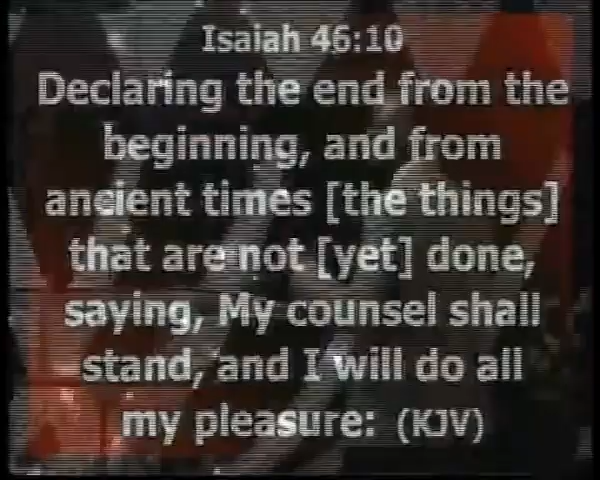 Isaiah 46:10
Declaring the end from the
beginning, and from
ancient times [the things]
that are not [yet] done,
saying, My counsel shall
stand, and I will do all
my pleasure: (KJV)